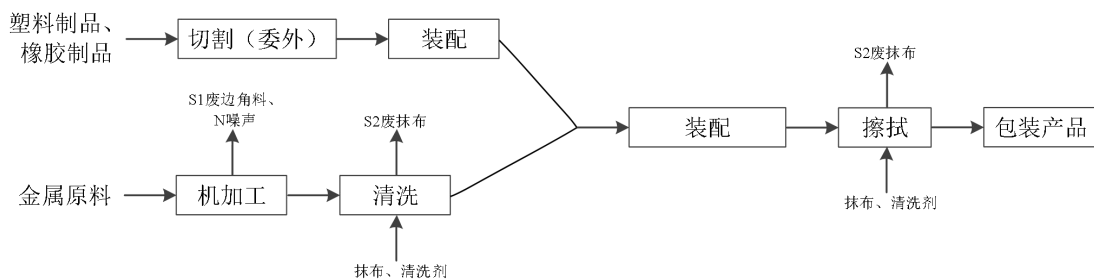 塑料制品、
橡胶制品
切割（委外）
装配
S1废边角料、
N噪声
S2废抹布
金属原料
机加工
清洗
抹布、清洗剂
装配
S2废抹布
擦拭
抹布、清洗剂
包装产品